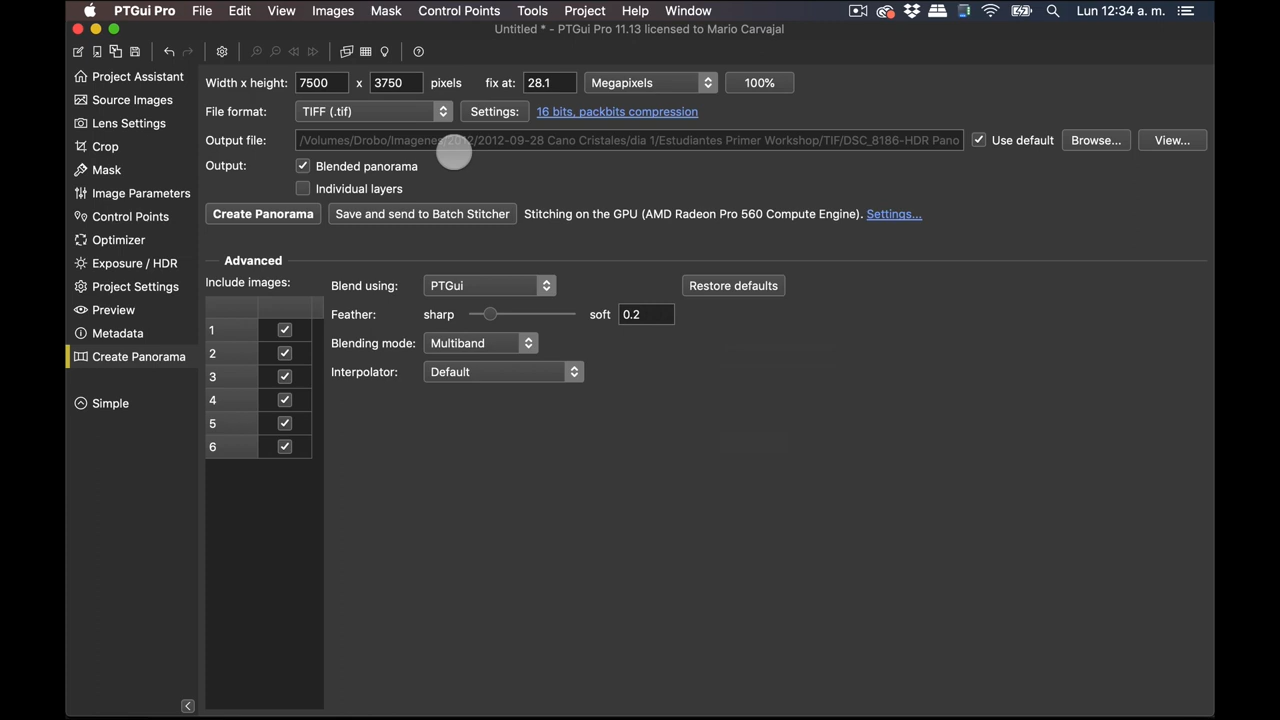 PTGui Pro File Edit View Images Mask Control Points Tools Project Help Window Lun 12:34 a. m.
Untitled * - PTGui Pro 11.13 licensed to Mario Carvajal
Project Assistant
Source Images
Lens Settings
Crop
Mask
Image Parameters
Control Points
Optimizer
Exposure / HDR
Project Settings
Preview
Metadata
Create Panorama
Simple
Width x height: 7500 x 3750 pixels fix at: 28.1 Megapixels 100%
File format: TIFF (.tif) Settings: 16 bits, packbits compression
Output file: /Volumes/Drobo/Imagenes/2012/2012-09-28 Cano Cristales/dia 1/Estudiantes Primer Workshop/TIF/DSC_8186-HDR Pano Use default Browse... View...
Output: Blended panorama
Individual layers
Create Panorama Save and send to Batch Stitcher Stitching on the GPU (AMD Radeon Pro 560 Compute Engine). Settings...
Advanced
Include images:
1
2
3
4
5
6
Blend using: PTGui Restore defaults
Feather: sharp soft 0.2
Blending mode: Multiband
Interpolator: Default